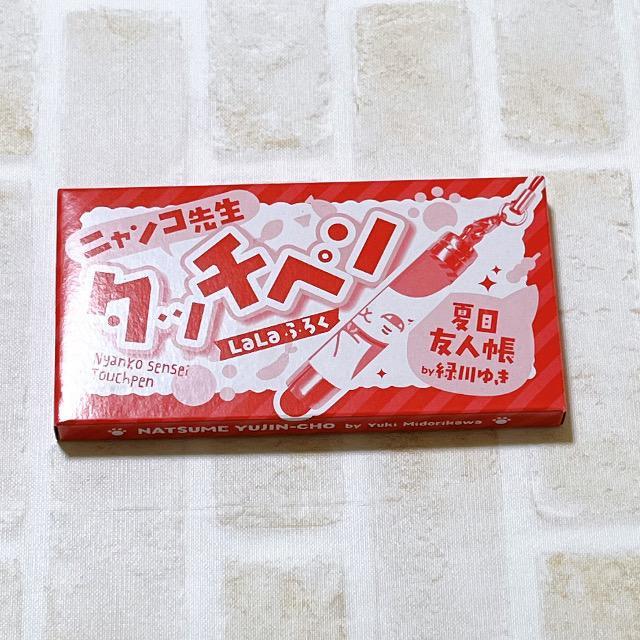 ニャンコ先生
タッチペン
LaLaふろく
Nyanko Sensei
Touchpen
夏目
友人帳
by緑川ゆき
NATSUME YUJIN-CHO by Yuki Midorikawa